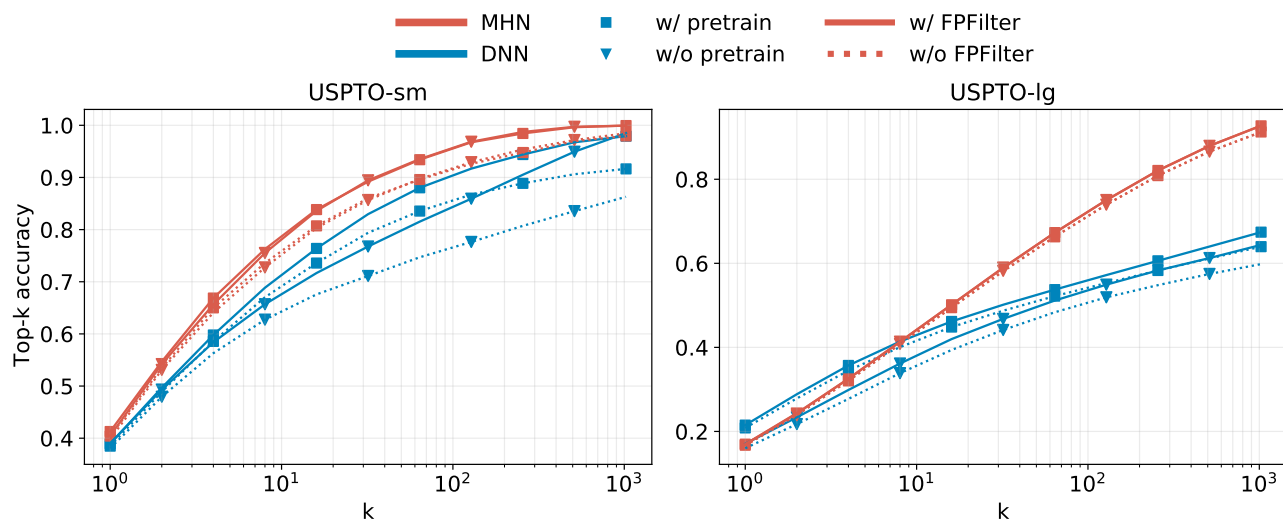 MHN
w/ pretrain
w/ FPFilter
DNN
w/o pretrain
w/o FPFilter
USPTO-sm
USPTO-lg
Top-k accuracy
1.0
0.9
0.8
0.7
0.6
0.5
0.4
10⁰
10¹
10²
10³
k
0.8
0.6
0.4
0.2
10⁰
10¹
10²
10³
k